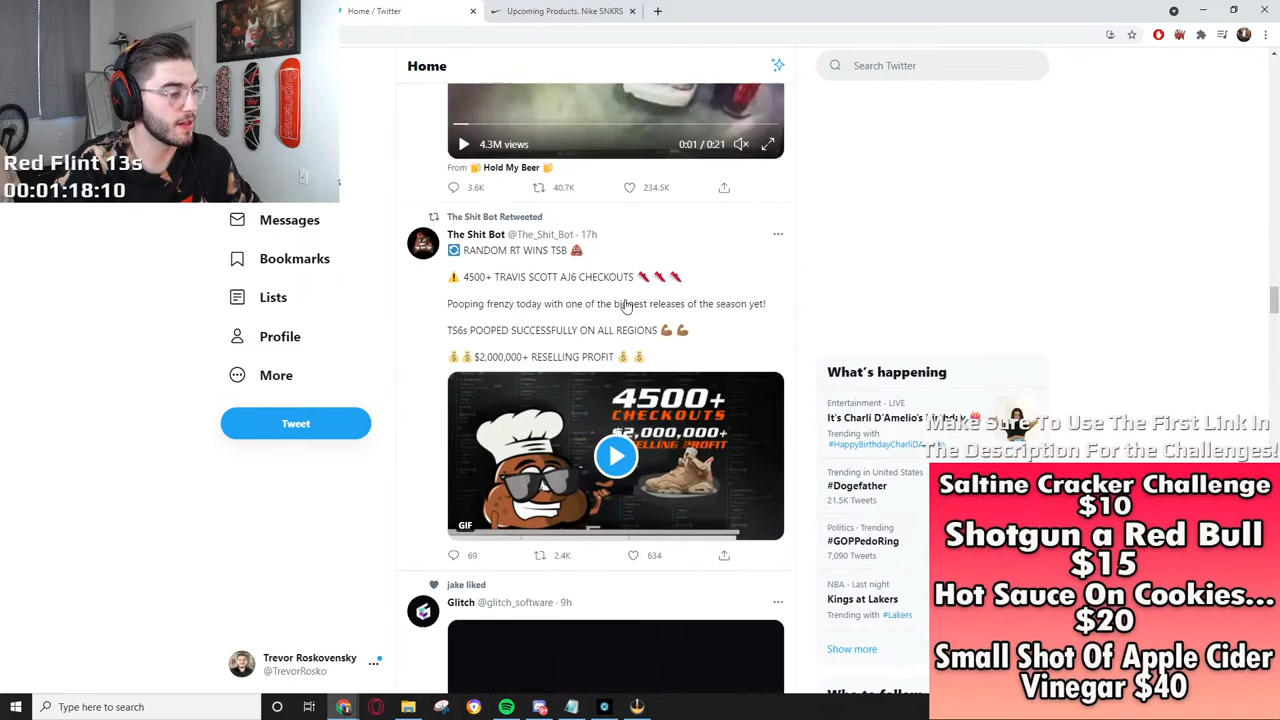 Home / Twitter
Upcoming Products. Nike SNKRS
Home
Search Twitter
4.3M views
0:01 / 0:21
From 🍺 Hold My Beer 🍺
3.6K
40.7K
234.5K
Red Flint 13s
00:01:18:10
Messages
Bookmarks
Lists
Profile
More
Tweet
The Shit Bot Retweeted
The Shit Bot @The_Shit_Bot · 17h
🔄 RANDOM RT WINS TSB 💩
⚠️ 4500+ TRAVIS SCOTT AJ6 CHECKOUTS 👟 👟 👟
Pooping frenzy today with one of the biggest releases of the season yet!
TS6s POOPED SUCCESSFULLY ON ALL REGIONS 💪🏽 💪🏽
💰 💰 $2,000,000+ RESELLING PROFIT 💰 💰
4500+
CHECKOUTS
$2,000,000+
SELLING PROFIT
GIF
69
2.4K
634
jake liked
Glitch @glitch_software · 9h
What's happening
Entertainment · LIVE
It's Charli D'Amelio's
Trending with
#HappyBirthdayCharliDA
Trending in United States
#Dogefather
21.5K Tweets
Politics · Trending
#GOPPedoRing
7,090 Tweets
NBA · Last night
Kings at Lakers
Trending with #Lakers
Show more
Make Sure To Use The First Link In
The Description For the Challenges!
Saltine Cracker Challenge
$10
Shotgun a Red Bull
$15
Hot Sauce On Cookies...
$20
Small Shot Of Apple Cider
Vinegar $40
Trevor Roskovensky
@TrevorRosko
Type here to search